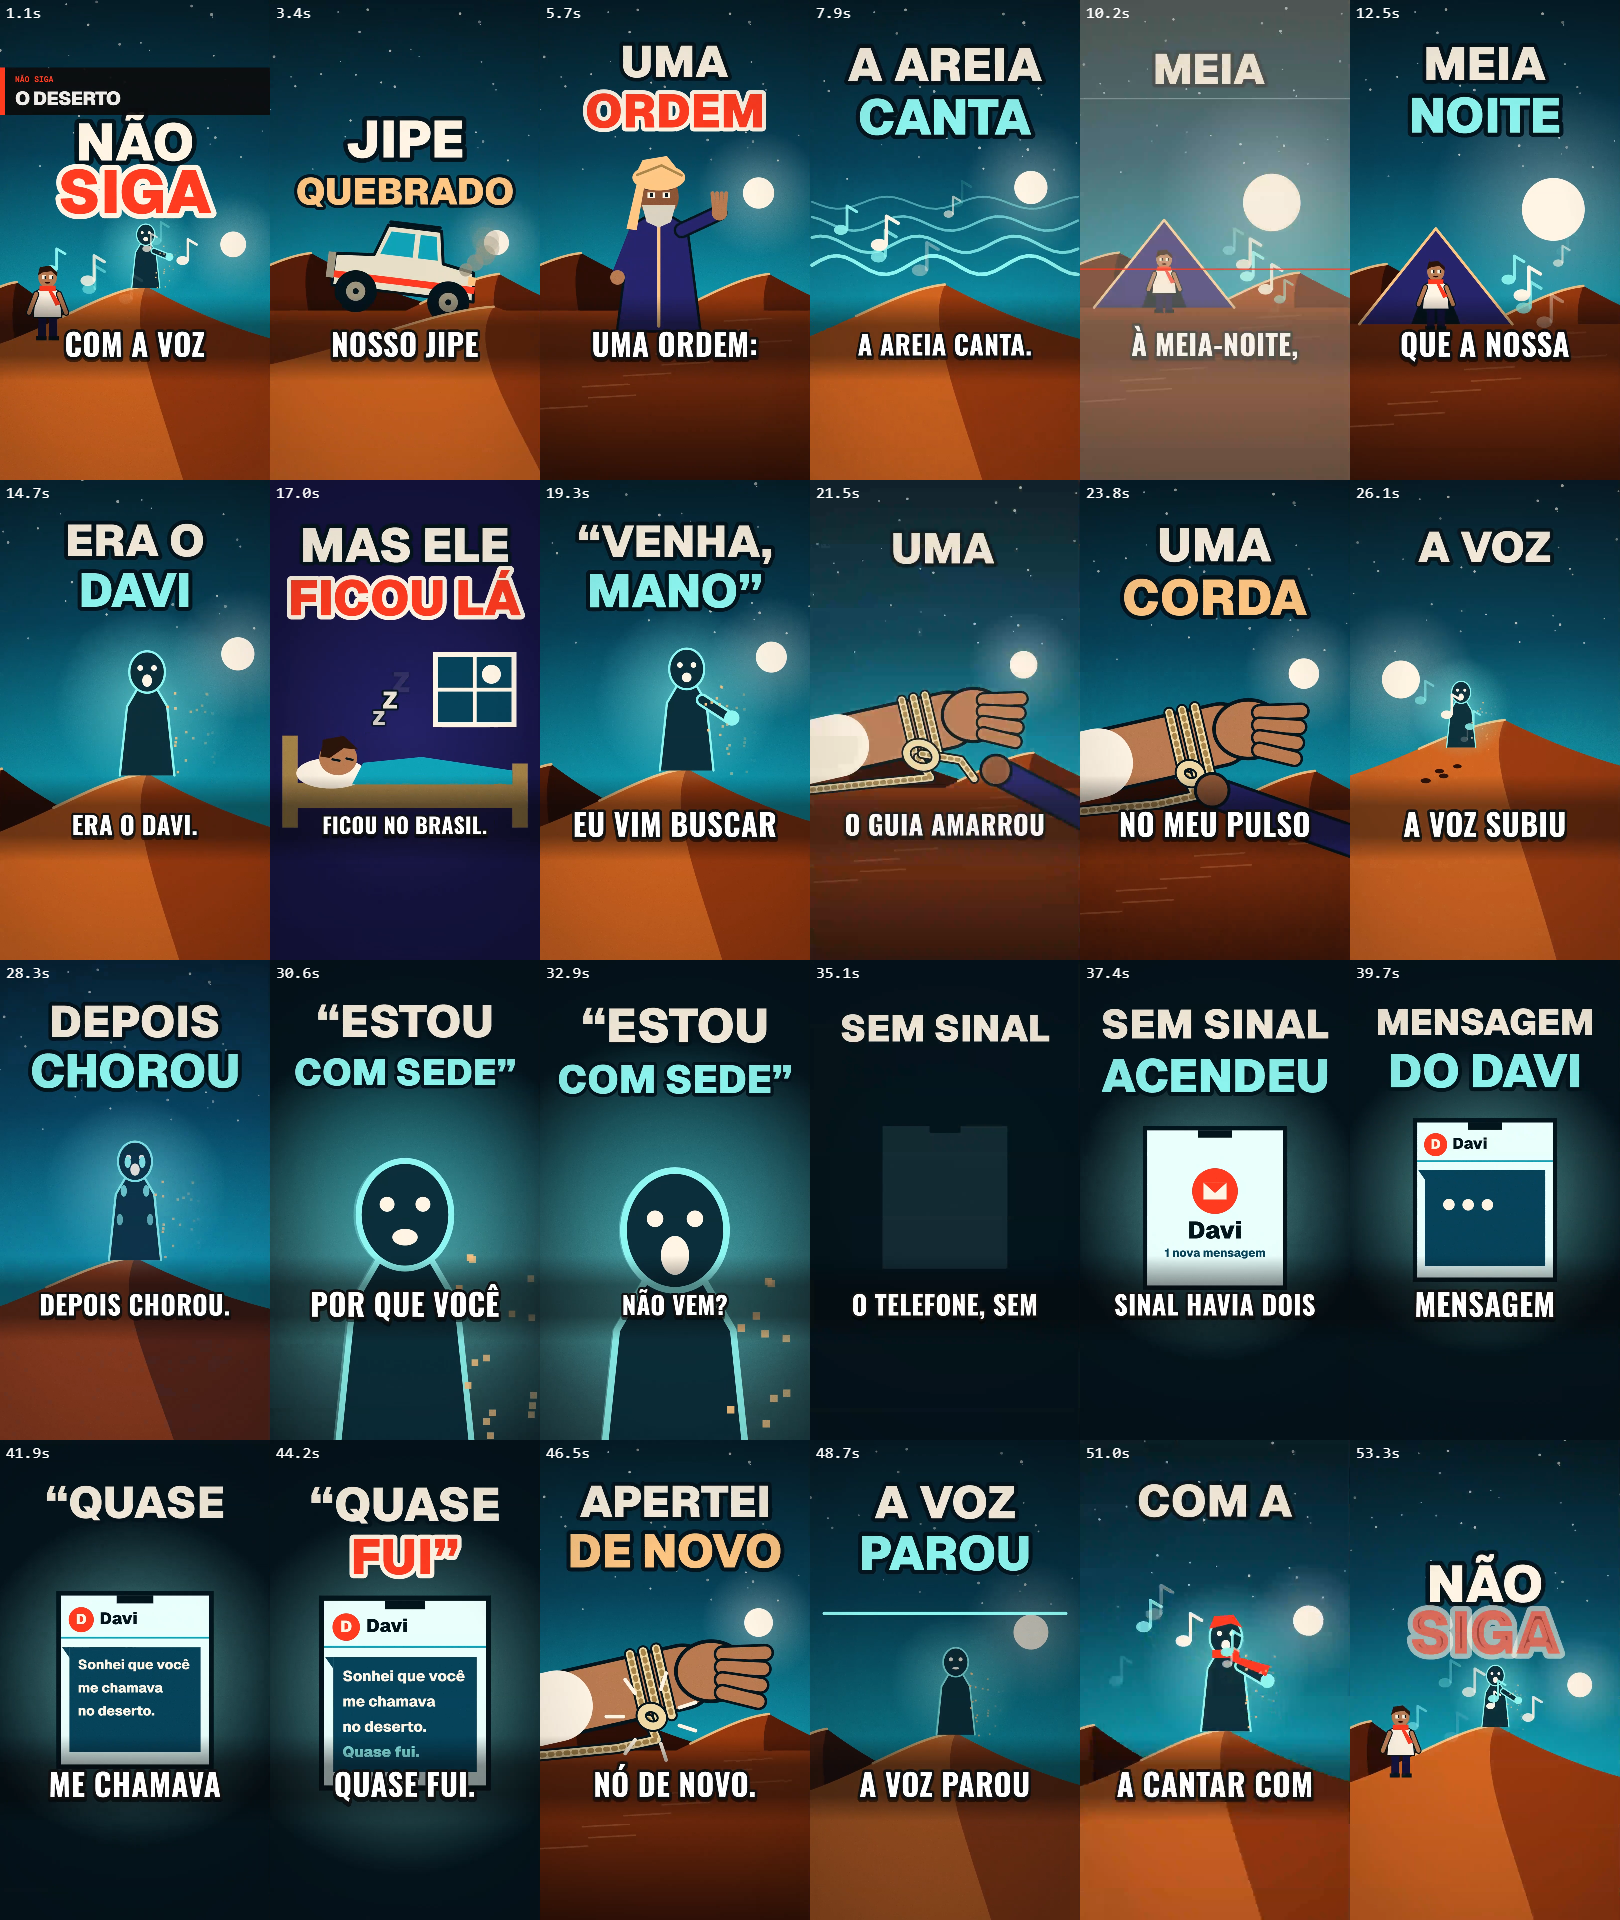 1.1s
NÃO SIGA
O DESERTO
NÃO
SIGA
COM A VOZ
3.4s
JIPE
QUEBRADO
NOSSO JIPE
5.7s
UMA
ORDEM
UMA ORDEM:
7.9s
A AREIA
CANTA
A AREIA CANTA.
10.2s
MEIA
À MEIA-NOITE,
12.5s
MEIA
NOITE
QUE A NOSSA
14.7s
ERA O
DAVI
ERA O DAVI.
17.0s
MAS ELE
FICOU LÁ
Z
Z
Z
FICOU NO BRASIL.
19.3s
“VENHA,
MANO”
EU VIM BUSCAR
21.5s
UMA
O GUIA AMARROU
23.8s
UMA
CORDA
NO MEU PULSO
26.1s
A VOZ
A VOZ SUBIU
28.3s
DEPOIS
CHOROU
DEPOIS CHOROU.
30.6s
“ESTOU
COM SEDE”
POR QUE VOCÊ
32.9s
“ESTOU
COM SEDE”
NÃO VEM?
35.1s
SEM SINAL
O TELEFONE, SEM
37.4s
SEM SINAL
ACENDEU
Davi
1 nova mensagem
SINAL HAVIA DOIS
39.7s
MENSAGEM
DO DAVI
D Davi
MENSAGEM
41.9s
“QUASE
D Davi
Sonhei que você
me chamava
no deserto.
ME CHAMAVA
44.2s
“QUASE
FUI”
D Davi
Sonhei que você
me chamava
no deserto.
Quase fui.
QUASE FUI.
46.5s
APERTEI
DE NOVO
NÓ DE NOVO.
48.7s
A VOZ
PAROU
A VOZ PAROU
51.0s
COM A
A CANTAR COM
53.3s
NÃO
SIGA